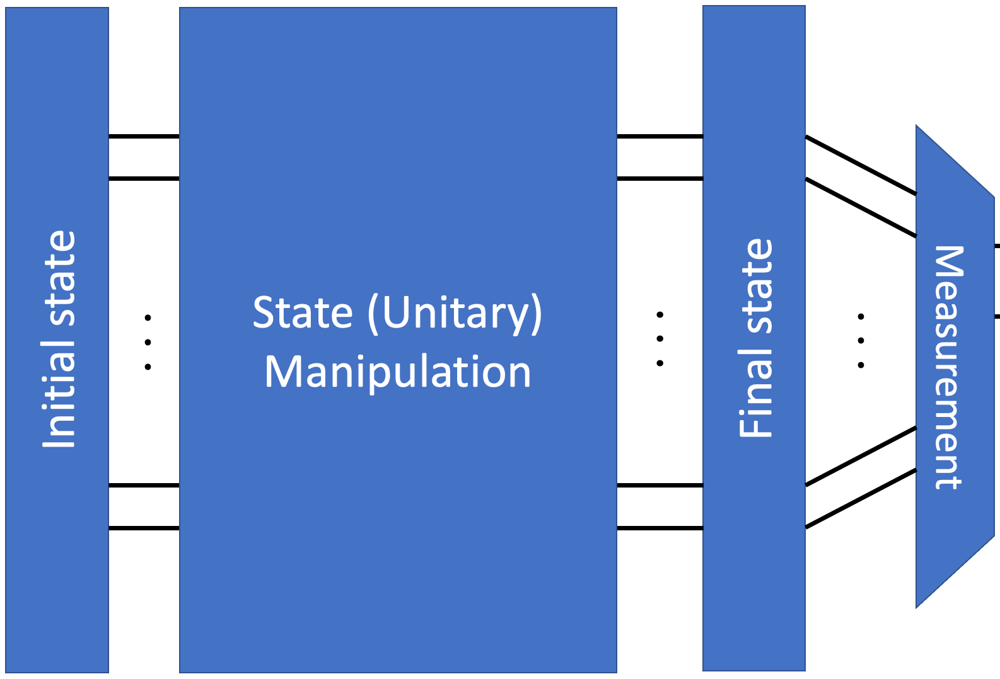 Initial state
State (Unitary)
Manipulation
Final state
Measurement